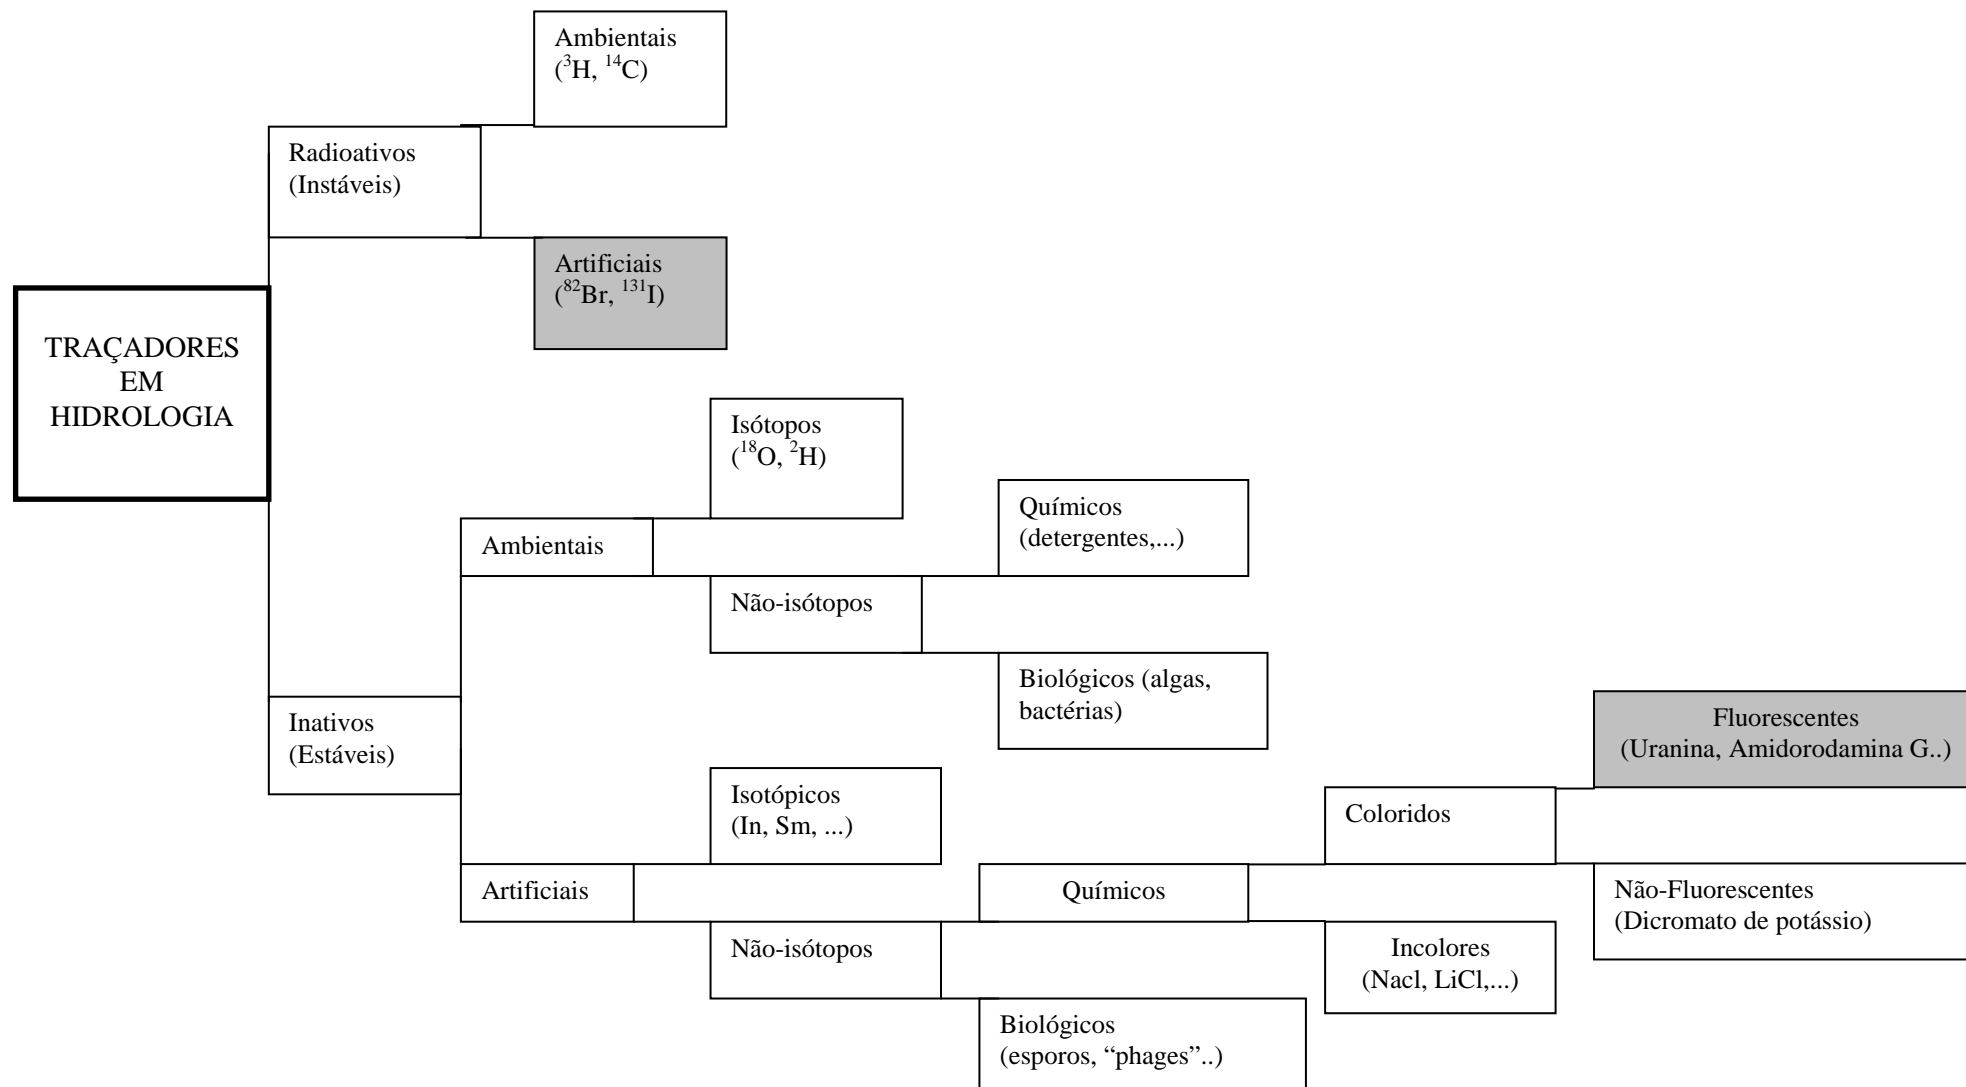 Ambientais
(³H, ¹⁴C)
Radioativos
(Instáveis)
Artificiais
(⁸²Br, ¹³¹I)
TRAÇADORES
EM
HIDROLOGIA
Isótopos
(¹⁸O, ²H)
Ambientais
Químicos
(detergentes,...)
Não-isótopos
Biológicos (algas,
bactérias)
Inativos
(Estáveis)
Isotópicos
(In, Sm, ...)
Artificiais
Não-isótopos
Químicos
Coloridos
Fluorescentes
(Uranina, Amidorodamina G..)
Não-Fluorescentes
(Dicromato de potássio)
Incolores
(Nacl, LiCl,...)
Biológicos
(esporos, “phages”..)